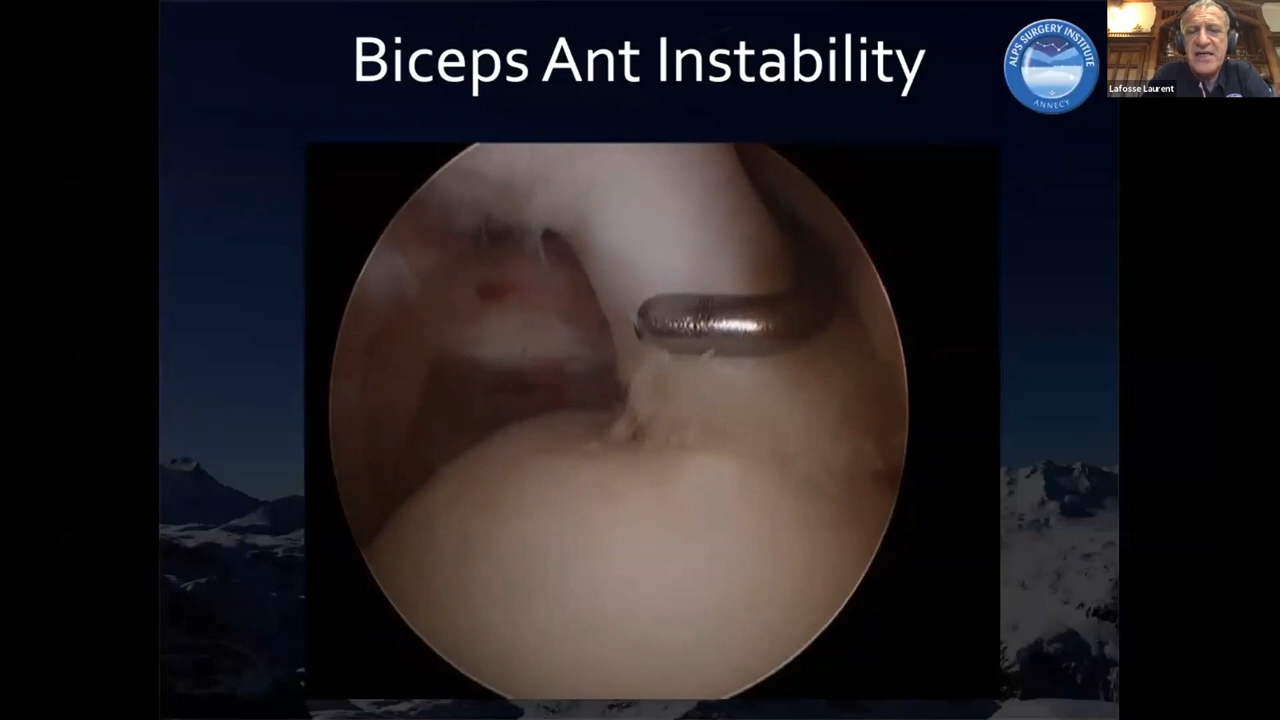 Biceps Ant Instability
ALPS SURGERY INSTITUTE
ANNECY
Lafosse Laurent